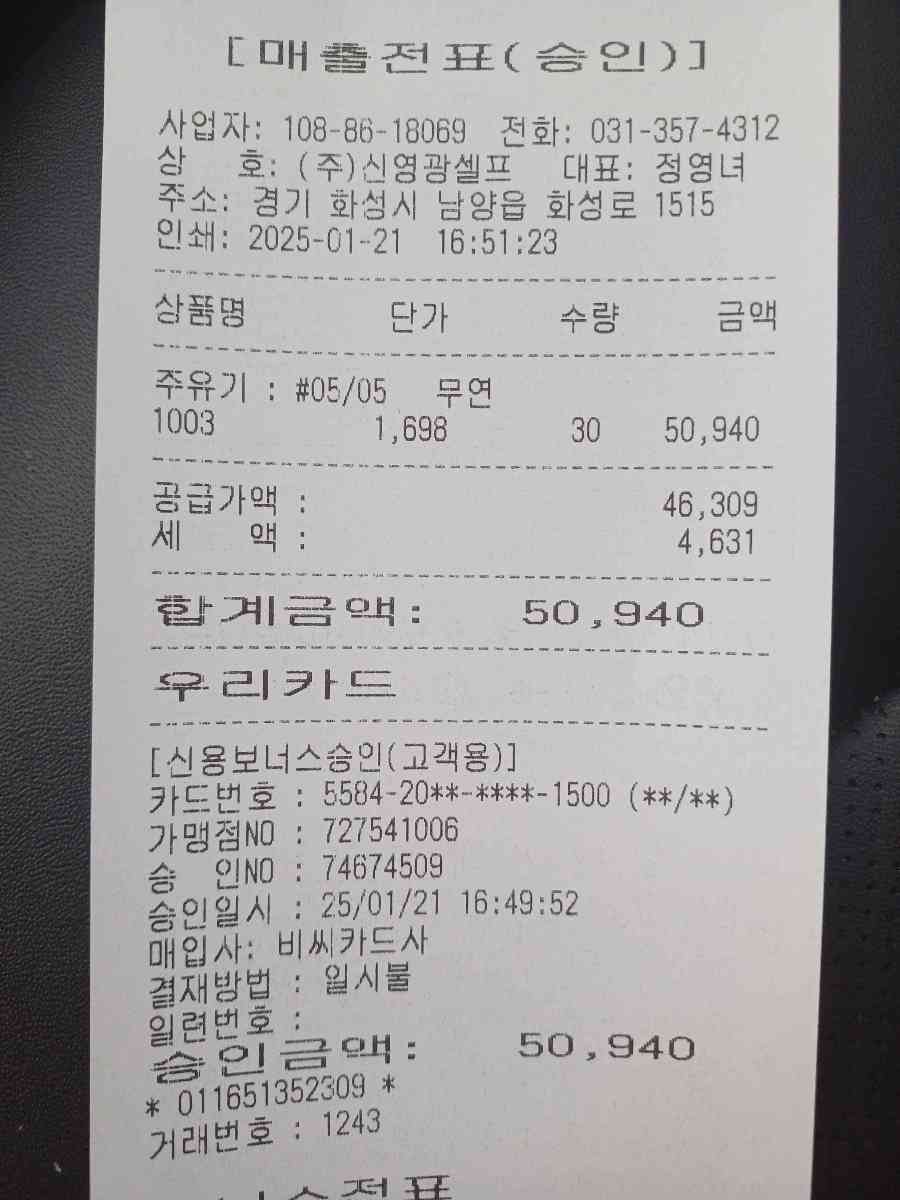 [매출전표(승인)]
사업자: 108-86-18069 전화: 031-357-4312
상 호: (주)신영광셀프 대표: 정영녀
주소: 경기 화성시 남양읍 화성로 1515
인쇄: 2025-01-21 16:51:23
상품명 단가 수량 금액
주유기 : #05/05 무연
1003 1,698 30 50,940
공급가액 : 46,309
세 액 : 4,631
합계금액: 50,940
우리카드
[신용보너스승인(고객용)]
카드번호 : 5584-20**-****-1500 (**/**)
가맹점NO : 727541006
승 인NO : 74674509
승인일시 : 25/01/21 16:49:52
매입사: 비씨카드사
결재방법 : 일시불
일련번호 :
승인금액: 50,940
* 011651352309 *
거래번호 : 1243